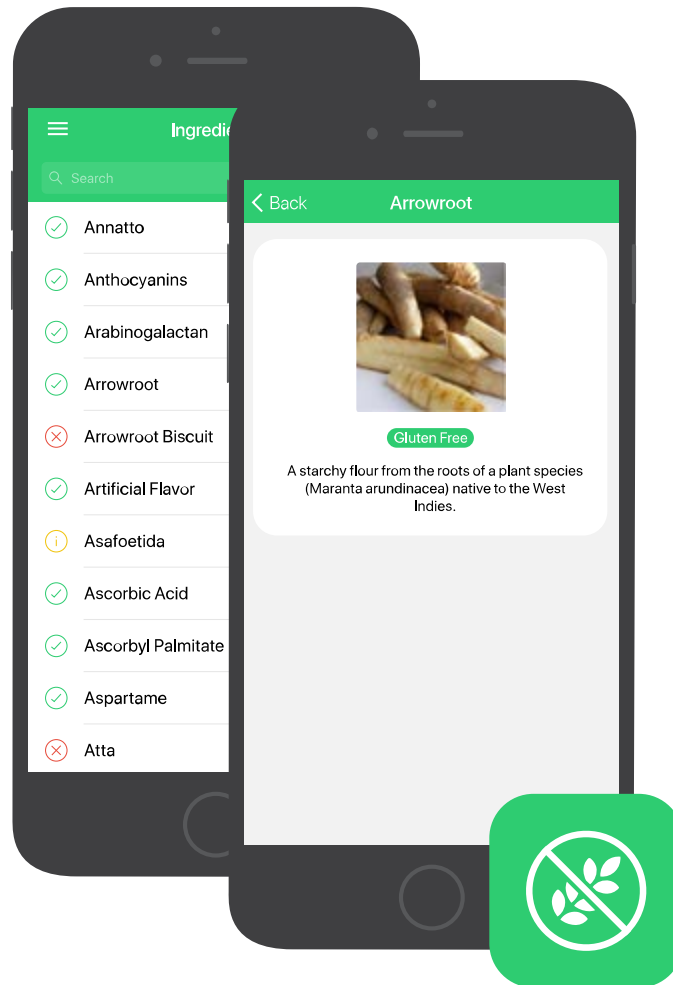 Ingredie
Search
Annatto
Anthocyanins
Arabinogalactan
Arrowroot
Arrowroot Biscuit
Artificial Flavor
Asafoetida
Ascorbic Acid
Ascorbyl Palmitate
Aspartame
Atta
Back
Arrowroot
Gluten Free
A starchy flour from the roots of a plant species
(Maranta arundinacea) native to the West
Indies.